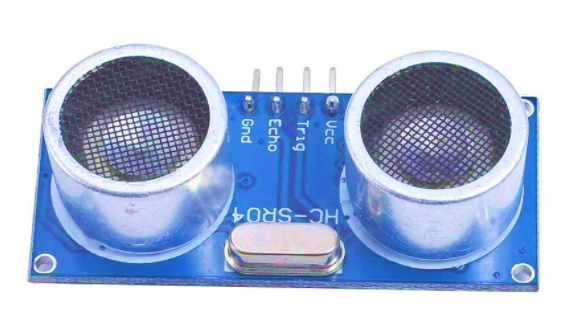 Gnd
Echo
Trig
Vcc
HC-SR04